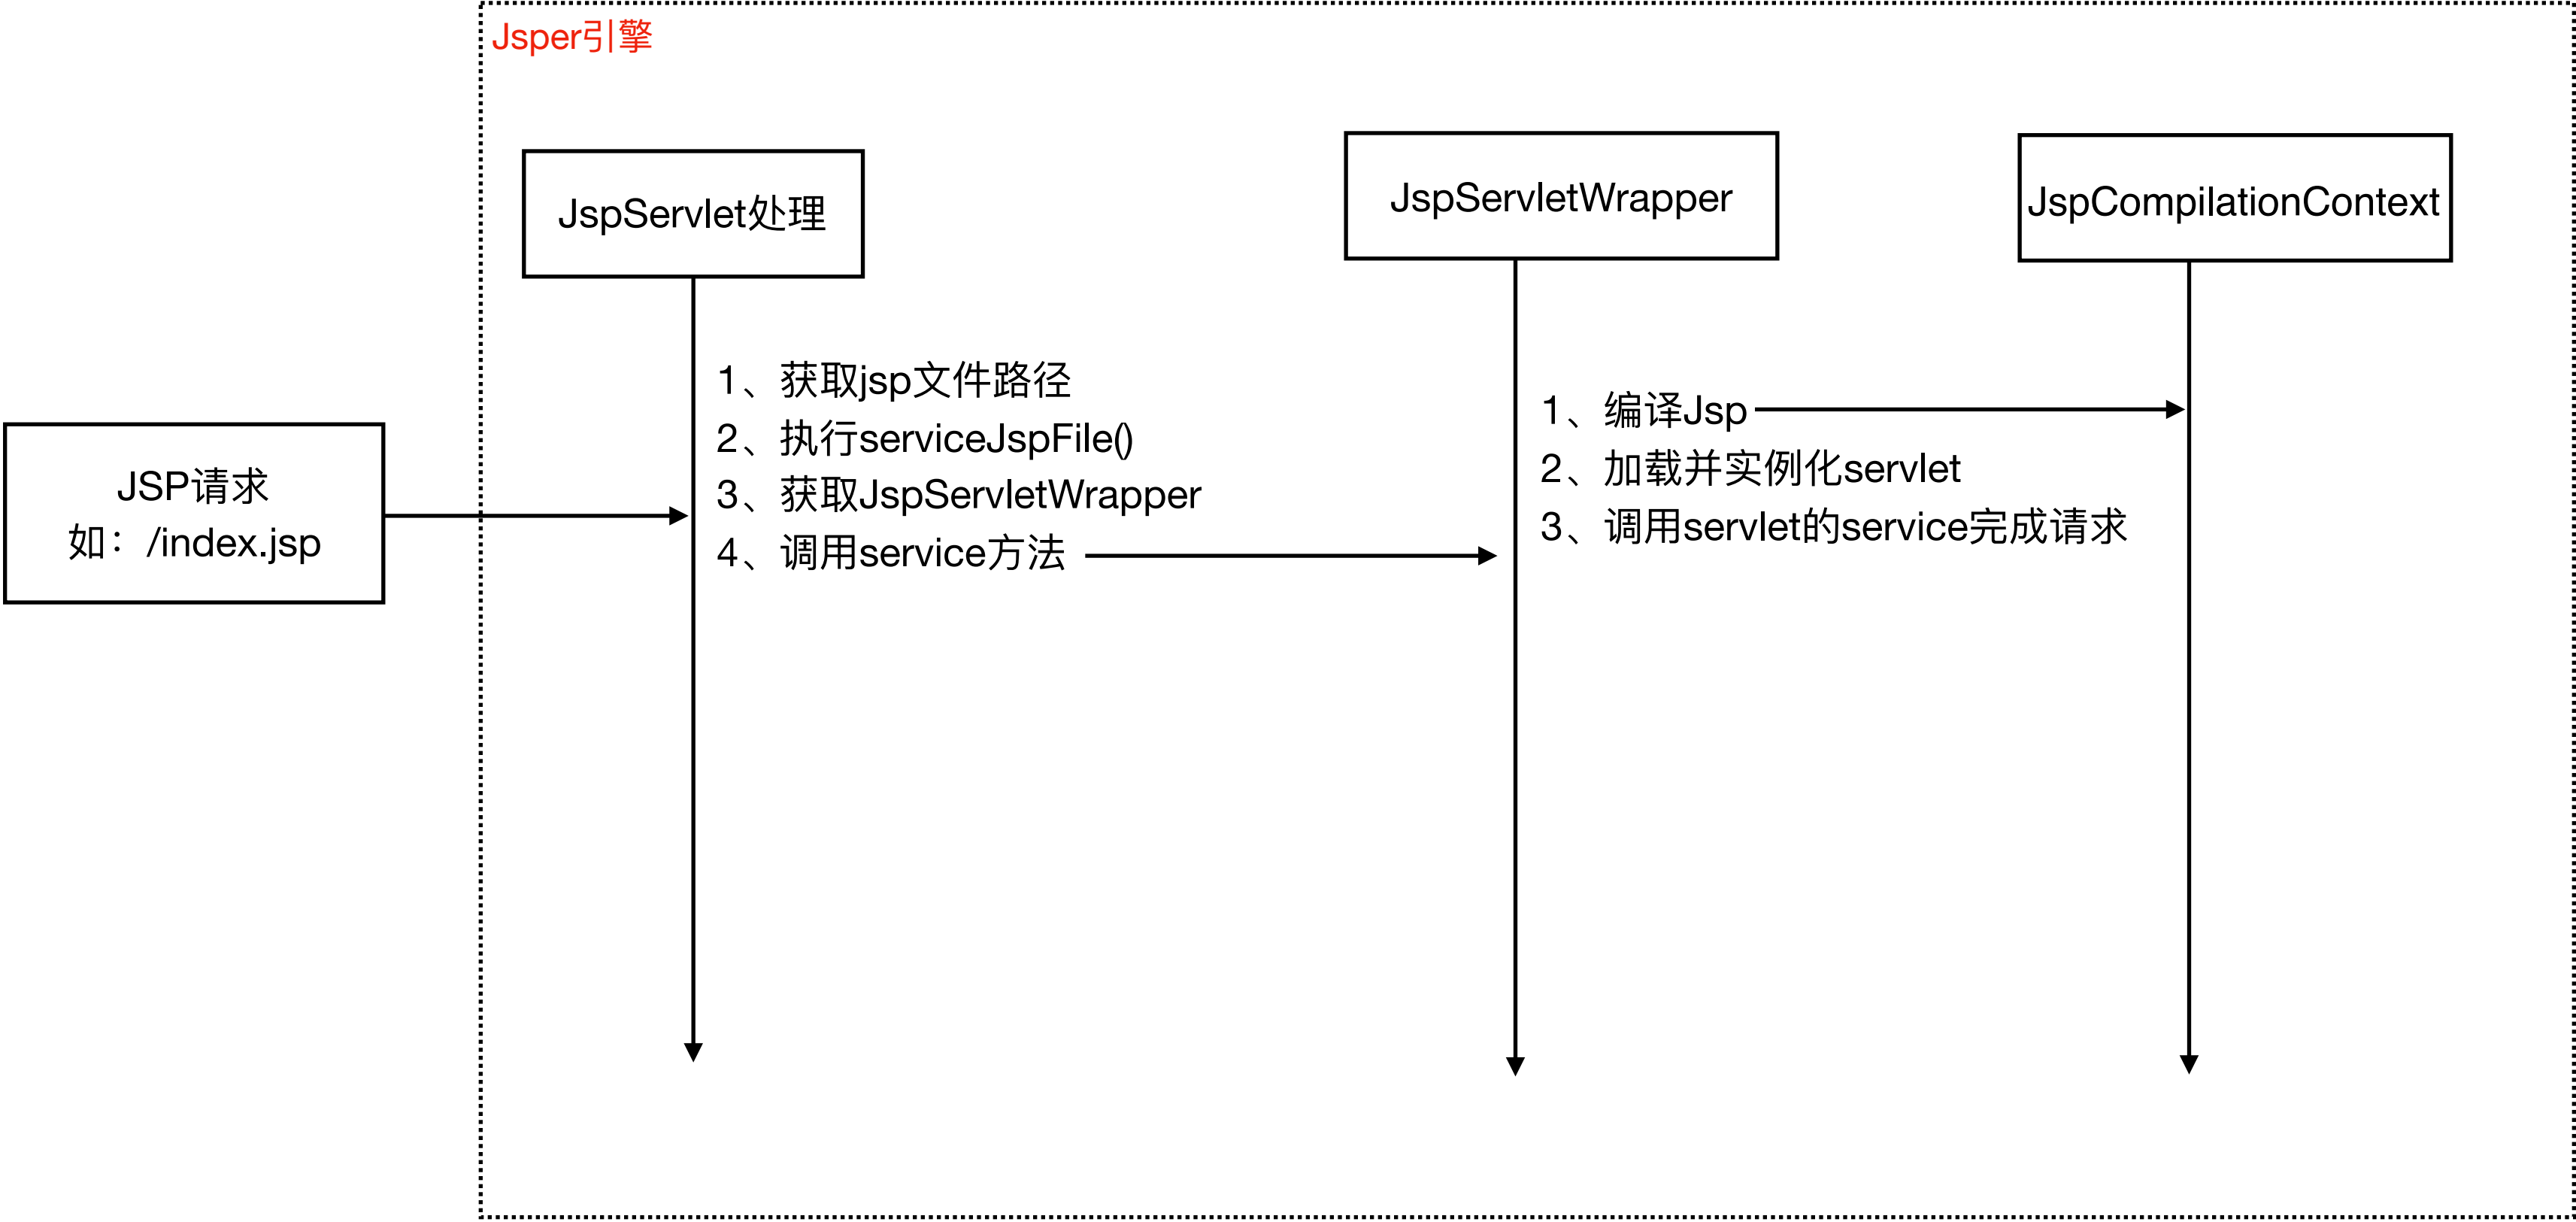 Jsper引擎
JspServlet处理
JspServletWrapper
JspCompilationContext
JSP请求
如：/index.jsp
1、获取jsp文件路径
2、执行serviceJspFile()
3、获取JspServletWrapper
4、调用service方法
1、编译Jsp
2、加载并实例化servlet
3、调用servlet的service完成请求